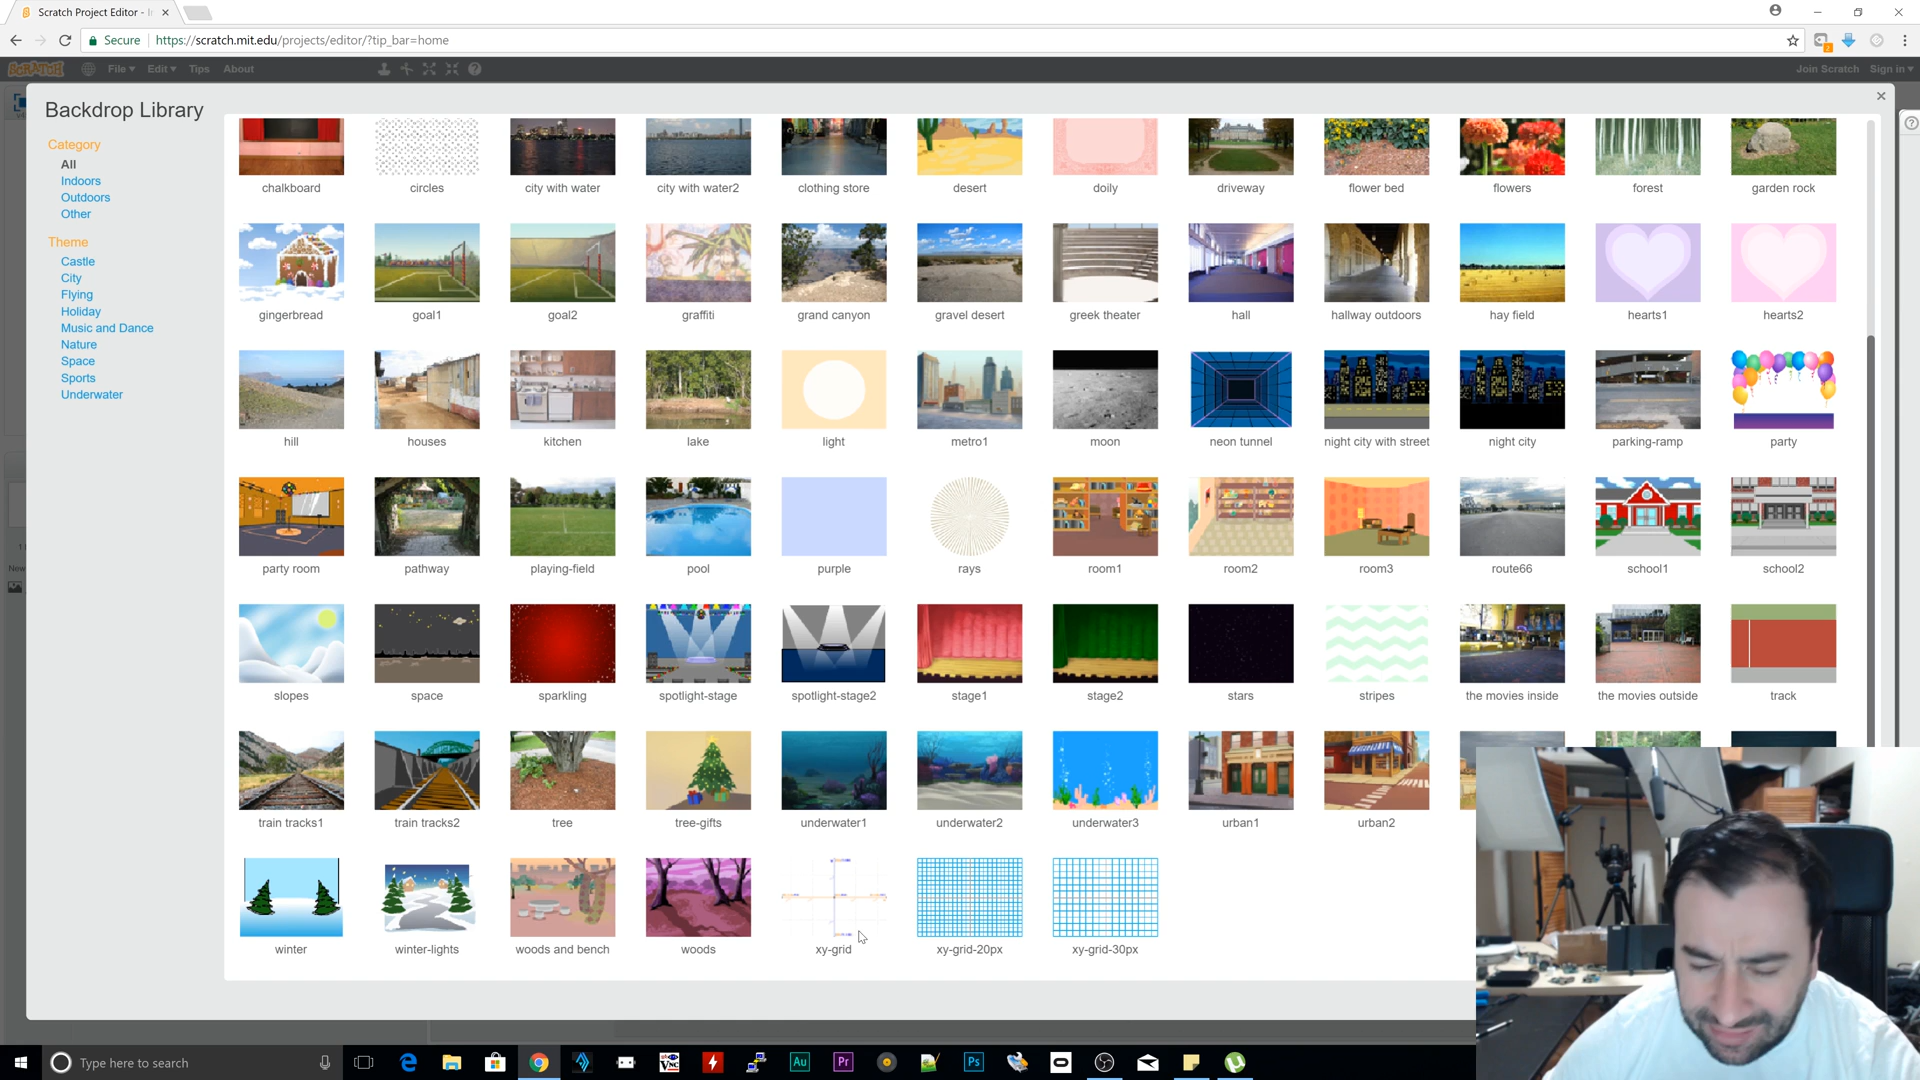 Scratch Project Editor - I
Secure
https://scratch.mit.edu/projects/editor/?tip_bar=home
SCRATCH
File
Edit
Tips
About
Join Scratch
Sign in
Backdrop Library
Category
All
Indoors
Outdoors
Other
Theme
Castle
City
Flying
Holiday
Music and Dance
Nature
Space
Sports
Underwater
chalkboard
circles
city with water
city with water2
clothing store
desert
doily
driveway
flower bed
flowers
forest
garden rock
gingerbread
goal1
goal2
graffiti
grand canyon
gravel desert
greek theater
hall
hallway outdoors
hay field
hearts1
hearts2
hill
houses
kitchen
lake
light
metro1
moon
neon tunnel
night city with street
night city
parking-ramp
party
party room
pathway
playing-field
pool
purple
rays
room1
room2
room3
route66
school1
school2
slopes
space
sparkling
spotlight-stage
spotlight-stage2
stage1
stage2
stars
stripes
the movies inside
the movies outside
track
train tracks1
train tracks2
tree
tree-gifts
underwater1
underwater2
underwater3
urban1
urban2
winter
winter-lights
woods and bench
woods
xy-grid
xy-grid-20px
xy-grid-30px
New
Type here to search
Au
Pr
Ps